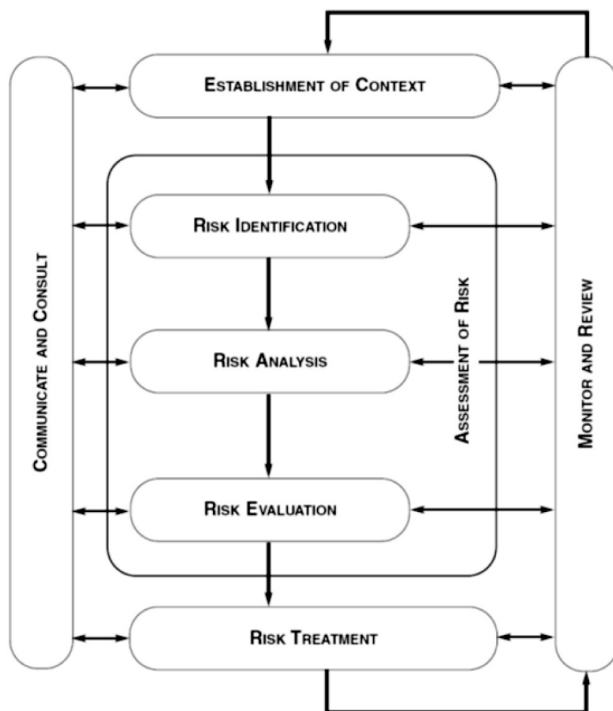 ESTABLISHMENT OF CONTEXT
RISK IDENTIFICATION
RISK ANALYSIS
RISK EVALUATION
RISK TREATMENT
COMMUNICATE AND CONSULT
ASSESSMENT OF RISK
MONITOR AND REVIEW